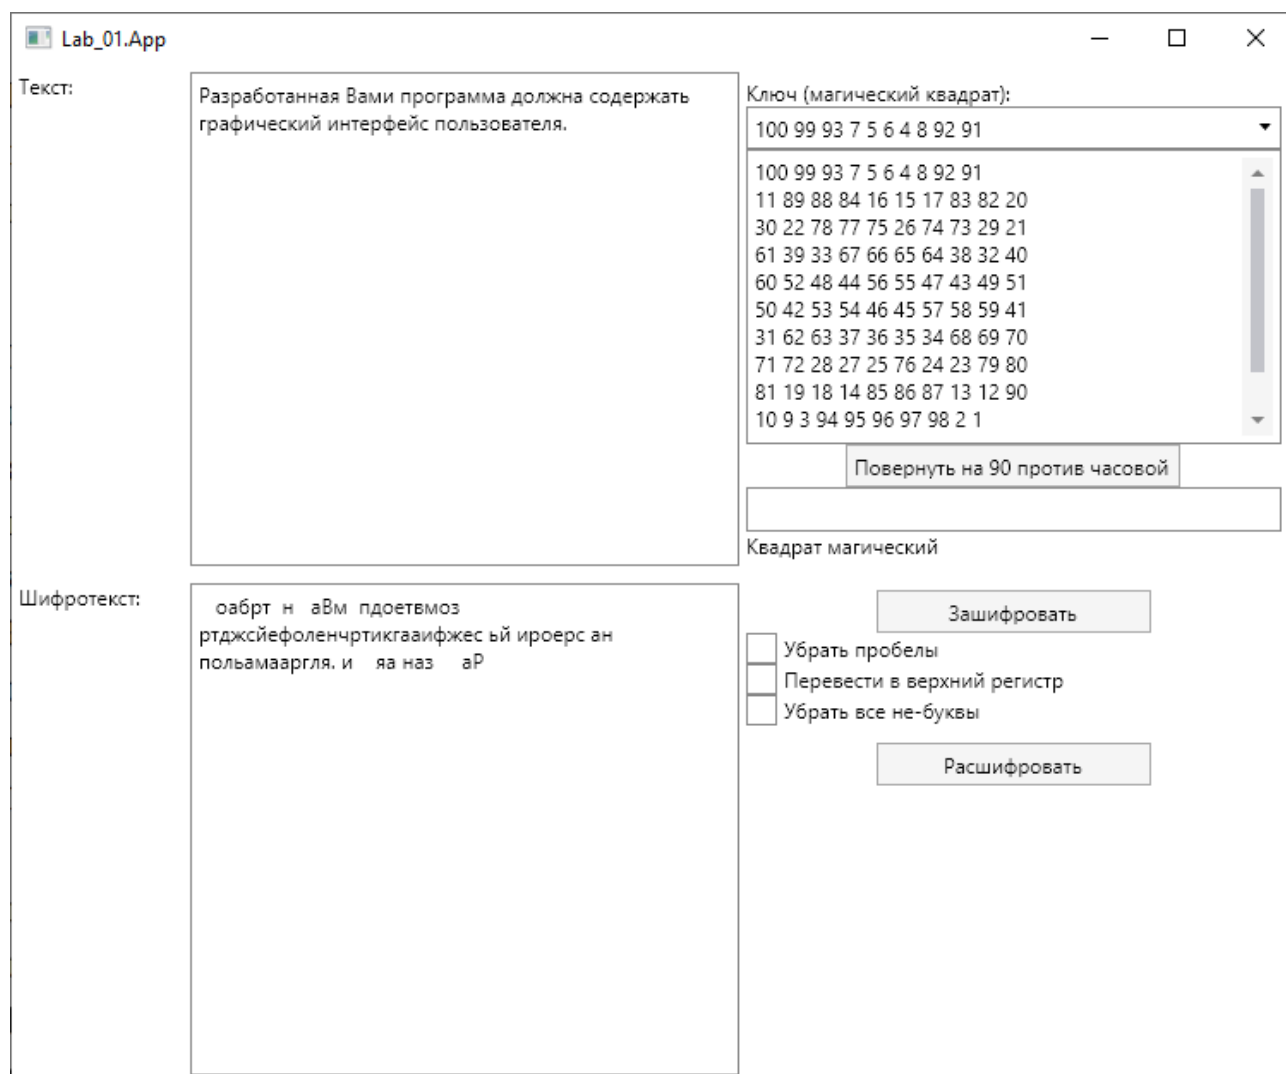 Lab_01.App
Текст:
Разработанная Вами программа должна содержать
графический интерфейс пользователя.
Ключ (магический квадрат):
100 99 93 7 5 6 4 8 92 91
100 99 93 7 5 6 4 8 92 91
11 89 88 84 16 15 17 83 82 20
30 22 78 77 75 26 74 73 29 21
61 39 33 67 66 65 64 38 32 40
60 52 48 44 56 55 47 43 49 51
50 42 53 54 46 45 57 58 59 41
31 62 63 37 36 35 34 68 69 70
71 72 28 27 25 76 24 23 79 80
81 19 18 14 85 86 87 13 12 90
10 9 3 94 95 96 97 98 2 1
Повернуть на 90 против часовой
Квадрат магический
Шифротекст:
оабрт  н   аВм  пдоетвмоз
ртджсйефоленчртикгааифжес ьй ироерс ан
польамааргля. и    яа наз     аР
Зашифровать
Убрать пробелы
Перевести в верхний регистр
Убрать все не-буквы
Расшифровать